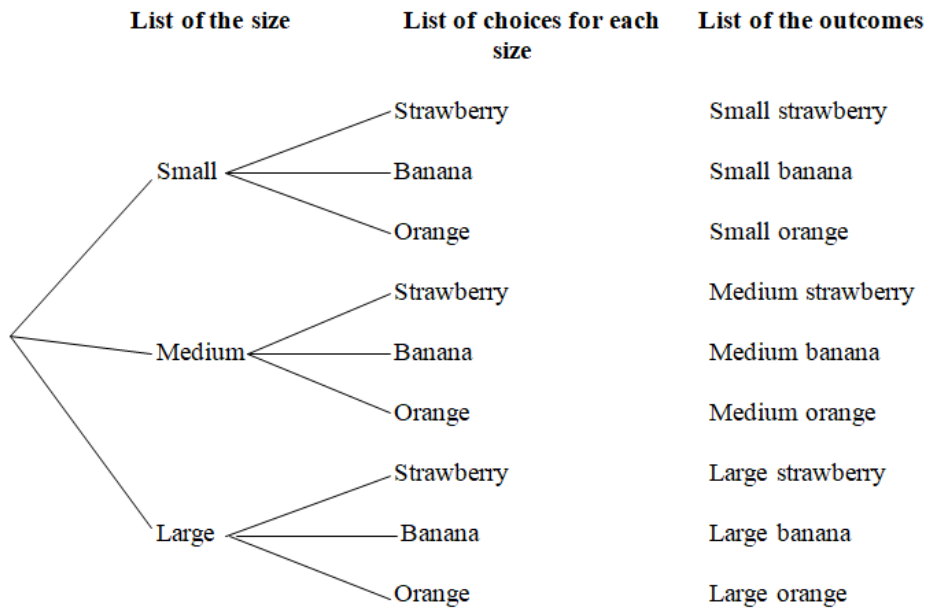 List of the size
List of choices for each
size
List of the outcomes
Strawberry
Small strawberry
Small
Banana
Small banana
Orange
Small orange
Strawberry
Medium strawberry
Medium
Banana
Medium banana
Orange
Medium orange
Strawberry
Large strawberry
Large
Banana
Large banana
Orange
Large orange